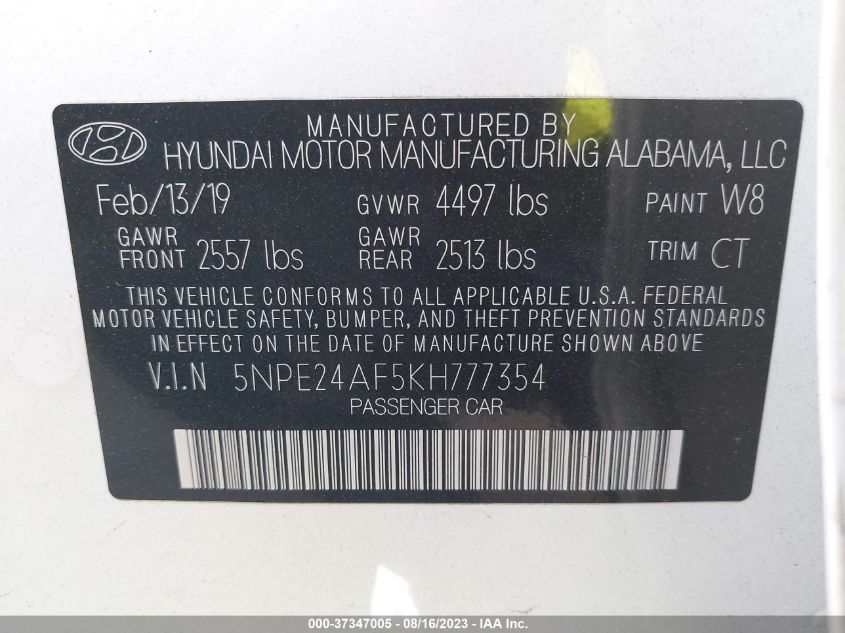 MANUFACTURED BY
HYUNDAI MOTOR MANUFACTURING ALABAMA, LLC
Feb/13/19 GVWR 4497 lbs PAINT W8
GAWR FRONT 2557 lbs GAWR REAR 2513 lbs TRIM CT
THIS VEHICLE CONFORMS TO ALL APPLICABLE U.S.A. FEDERAL
MOTOR VEHICLE SAFETY, BUMPER, AND THEFT PREVENTION STANDARDS
IN EFFECT ON THE DATE OF MANUFACTURE SHOWN ABOVE
V.I.N 5NPE24AF5KH777354
PASSENGER CAR
000-37347005 - 08/16/2023 - IAA Inc.